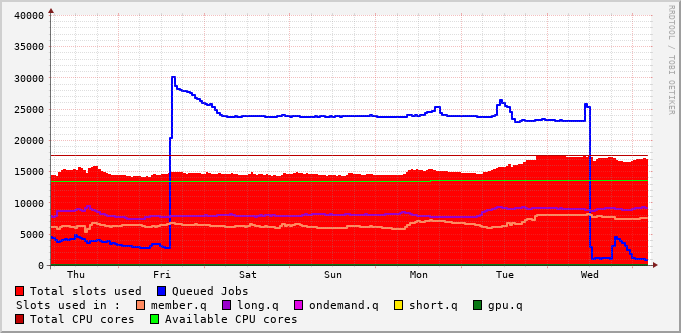 40000
35000
30000
25000
20000
15000
10000
5000
0
Thu Fri Sat Sun Mon Tue Wed
Total slots used Queued Jobs
Slots used in : member.q long.q ondemand.q short.q gpu.q
Total CPU cores Available CPU cores
RRDTOOL / TOBI OETIKER